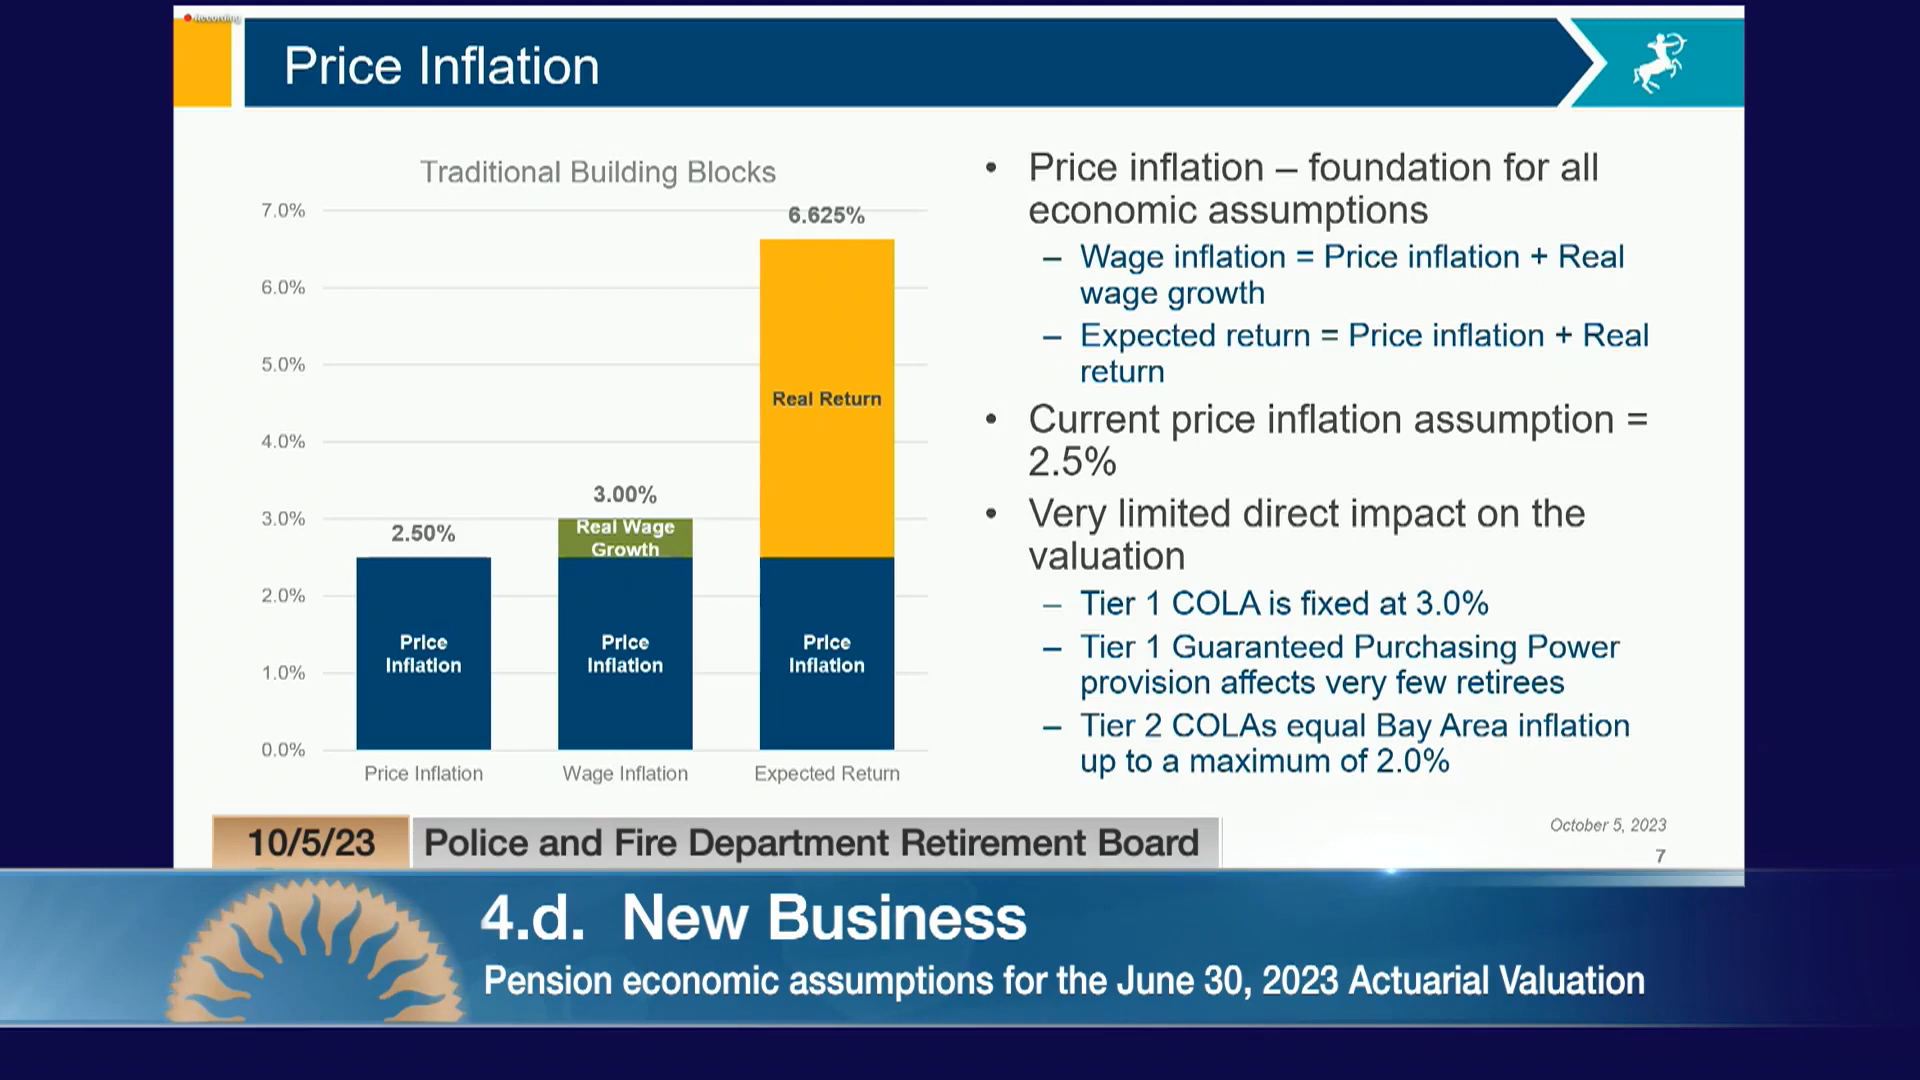 Recording
Price Inflation
Traditional Building Blocks
7.0%
6.0%
5.0%
4.0%
3.0%
2.0%
1.0%
0.0%
2.50%
3.00%
6.625%
Price
Inflation
Real Wage
Growth
Price
Inflation
Real Return
Price
Inflation
Price Inflation
Wage Inflation
Expected Return
• Price inflation – foundation for all
economic assumptions
– Wage inflation = Price inflation + Real
wage growth
– Expected return = Price inflation + Real
return
• Current price inflation assumption =
2.5%
• Very limited direct impact on the
valuation
– Tier 1 COLA is fixed at 3.0%
– Tier 1 Guaranteed Purchasing Power
provision affects very few retirees
– Tier 2 COLAs equal Bay Area inflation
up to a maximum of 2.0%
October 5, 2023
7
10/5/23 Police and Fire Department Retirement Board
4.d. New Business
Pension economic assumptions for the June 30, 2023 Actuarial Valuation